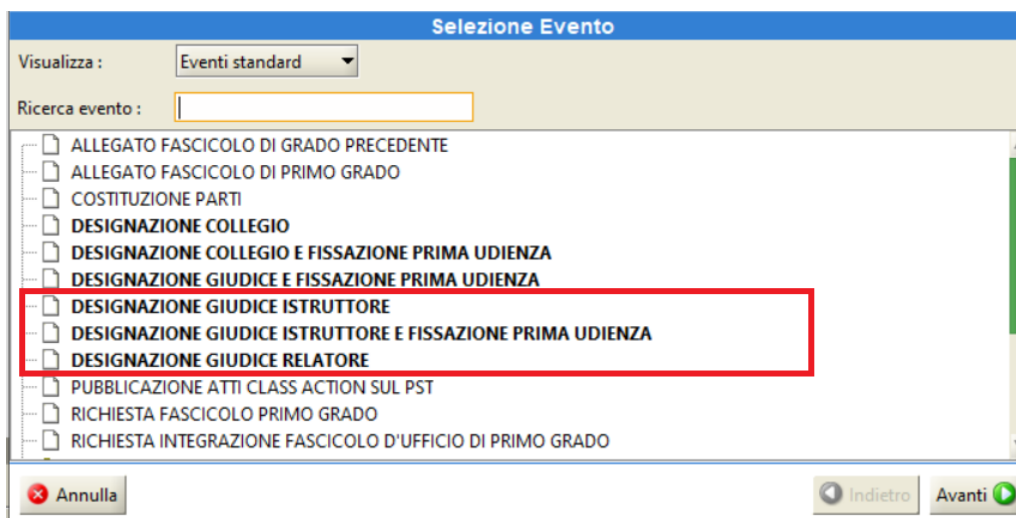 Selezione Evento
Visualizza : Eventi standard
Ricerca evento :
ALLEGATO FASCICOLO DI GRADO PRECEDENTE
ALLEGATO FASCICOLO DI PRIMO GRADO
COSTITUZIONE PARTI
DESIGNAZIONE COLLEGIO
DESIGNAZIONE COLLEGIO E FISSAZIONE PRIMA UDIENZA
DESIGNAZIONE GIUDICE E FISSAZIONE PRIMA UDIENZA
DESIGNAZIONE GIUDICE ISTRUTTORE
DESIGNAZIONE GIUDICE ISTRUTTORE E FISSAZIONE PRIMA UDIENZA
DESIGNAZIONE GIUDICE RELATORE
PUBBLICAZIONE ATTI CLASS ACTION SUL PST
RICHIESTA FASCICOLO PRIMO GRADO
RICHIESTA INTEGRAZIONE FASCICOLO D'UFFICIO DI PRIMO GRADO
Annulla Indietro Avanti